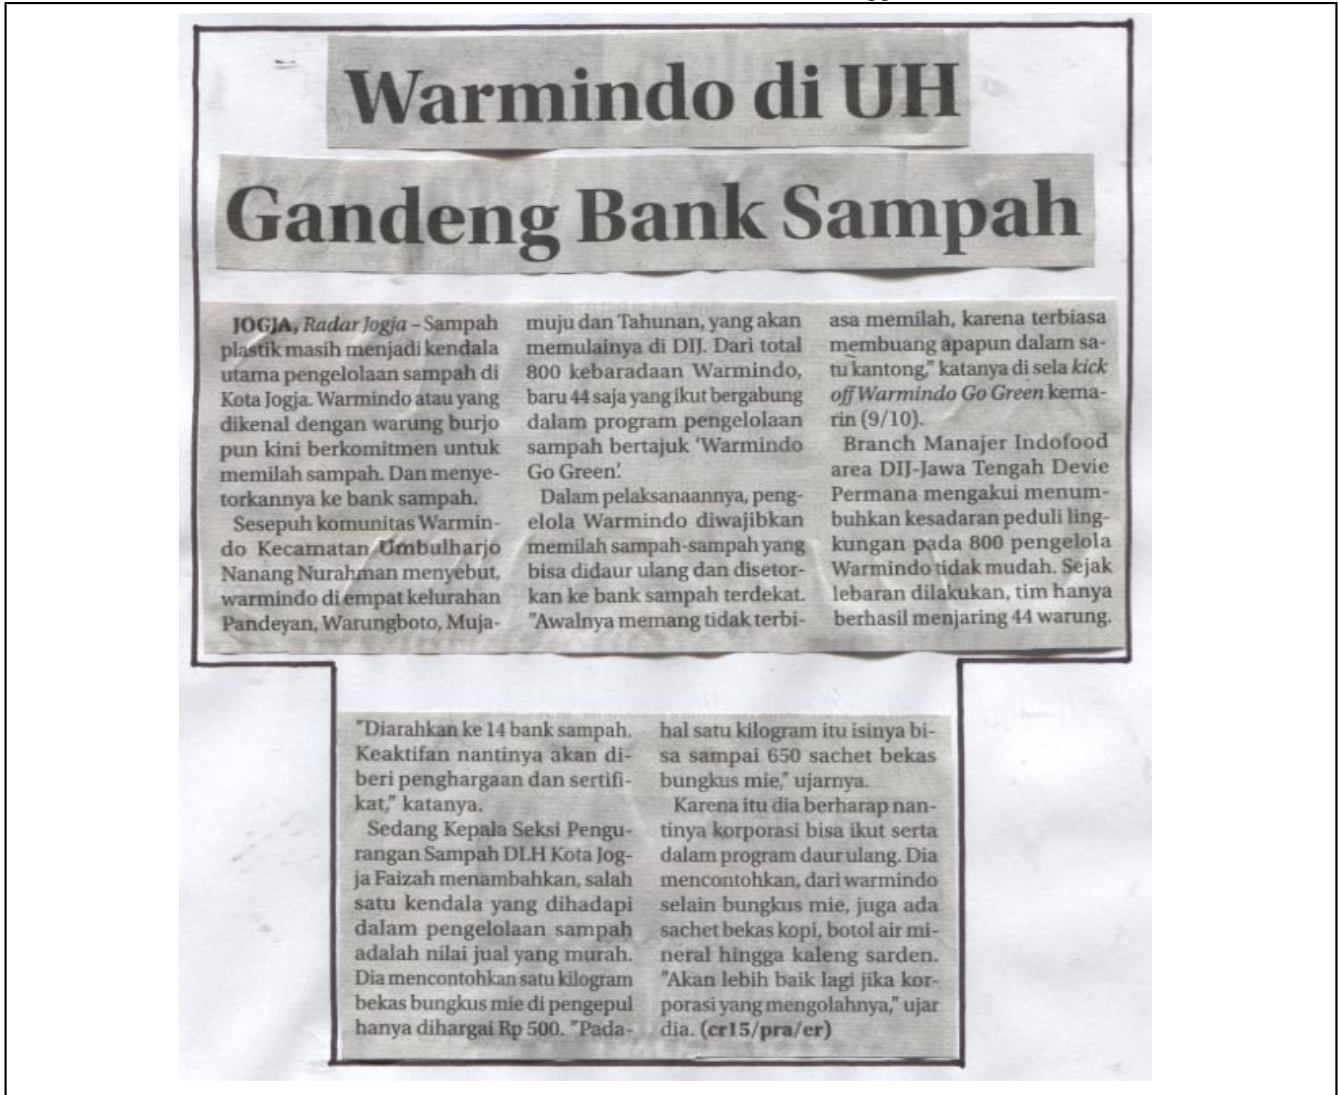 Warmindo di UH
Gandeng Bank Sampah
JOGJA, Radar Jogja – Sampah
plastik masih menjadi kendala
utama pengelolaan sampah di
Kota Jogja. Warmindo atau yang
dikenal dengan warung burjo
pun kini berkomitmen untuk
memilah sampah. Dan menye-
torkannya ke bank sampah.
Sesepuh komunitas Warmin-
do Kecamatan Umbulharjo
Nanang Nurahman menyebut,
warmindo di empat kelurahan
Pandeyan, Warungboto, Muja-
muju dan Tahunan, yang akan
memulainya di DIJ. Dari total
800 kebaradaan Warmindo,
baru 44 saja yang ikut bergabung
dalam program pengelolaan
sampah bertajuk ‘Warmindo
Go Green’.
Dalam pelaksanaannya, peng-
elola Warmindo diwajibkan
memilah sampah-sampah yang
bisa didaur ulang dan disetor-
kan ke bank sampah terdekat.
"Awalnya memang tidak terbi-
asa memilah, karena terbiasa
membuang apapun dalam sa-
tu kantong," katanya di sela kick
off Warmindo Go Green kema-
rin (9/10).
Branch Manajer Indofood
area DIJ-Jawa Tengah Devie
Permana mengakui menum-
buhkan kesadaran peduli ling-
kungan pada 800 pengelola
Warmindo tidak mudah. Sejak
lebaran dilakukan, tim hanya
berhasil menjaring 44 warung.
"Diarahkan ke 14 bank sampah.
Keaktifan nantinya akan di-
beri penghargaan dan sertifi-
kat," katanya.
Sedang Kepala Seksi Pengu-
rangan Sampah DLH Kota Jog-
ja Faizah menambahkan, salah
satu kendala yang dihadapi
dalam pengelolaan sampah
adalah nilai jual yang murah.
Dia mencontohkan satu kilogram
bekas bungkus mie di pengepul
hanya dihargai Rp 500. "Pada-
hal satu kilogram itu isinya bi-
sa sampai 650 sachet bekas
bungkus mie," ujarnya.
Karena itu dia berharap nan-
tinya korporasi bisa ikut serta
dalam program daur ulang. Dia
mencontohkan, dari warmindo
selain bungkus mie, juga ada
sachet bekas kopi, botol air mi-
neral hingga kaleng sarden.
"Akan lebih baik lagi jika kor-
porasi yang mengolahnya," ujar
dia. (cr15/pra/er)